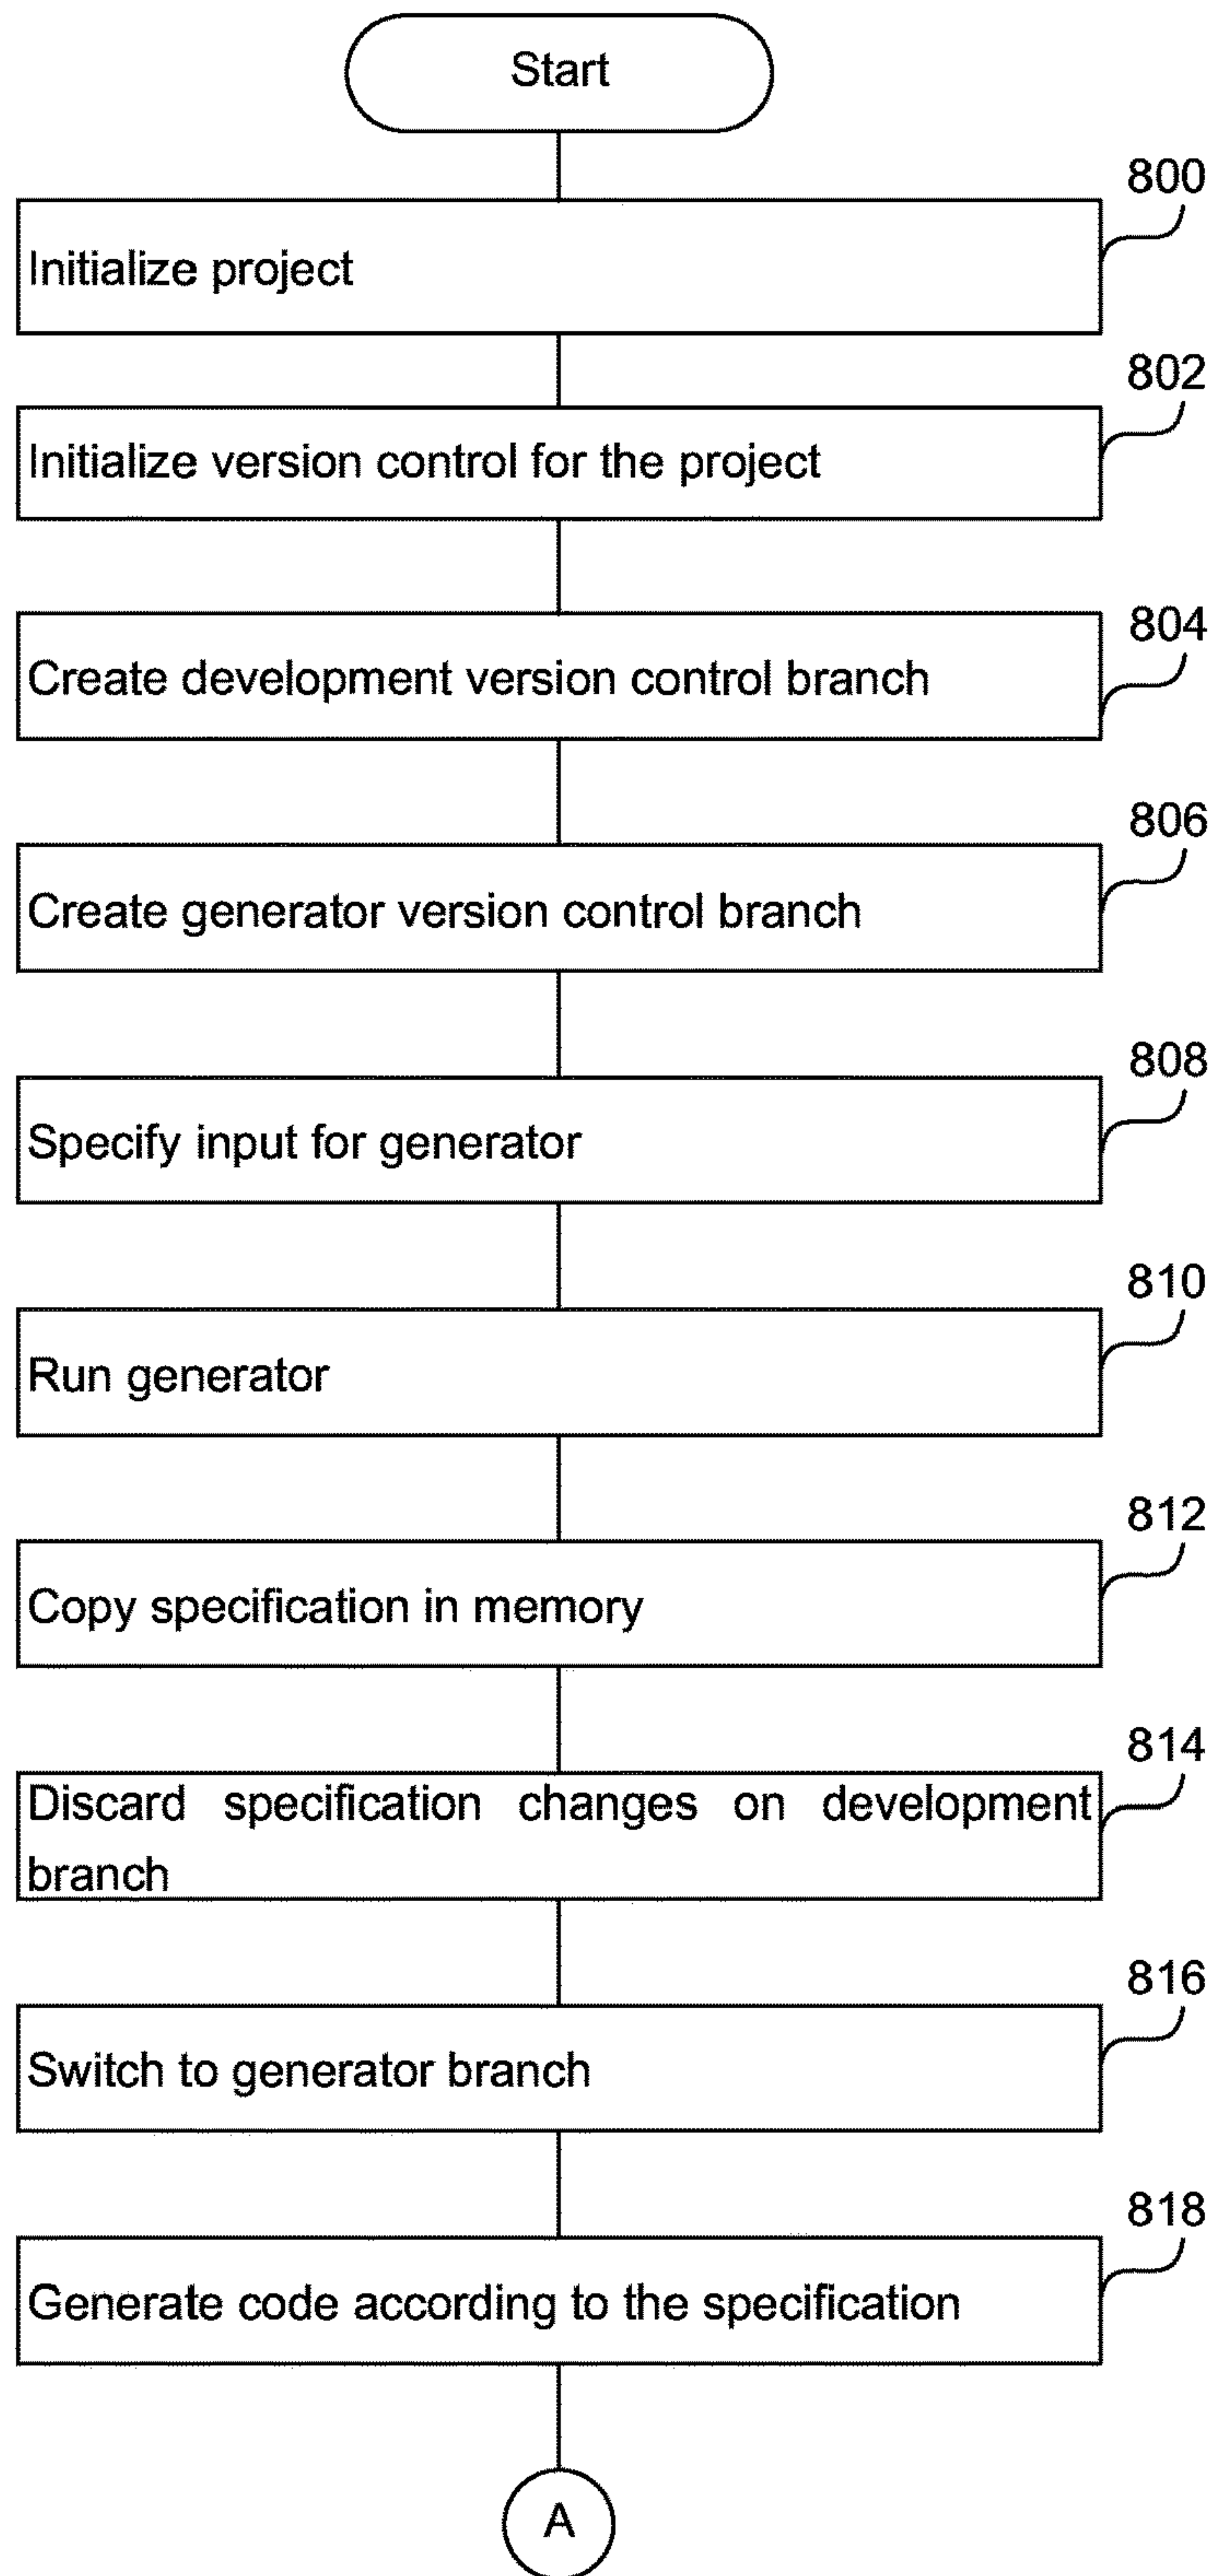 Start
800
Initialize project
802
Initialize version control for the project
804
Create development version control branch
806
Create generator version control branch
808
Specify input for generator
810
Run generator
812
Copy specification in memory
814
Discard specification changes on development
branch
816
Switch to generator branch
818
Generate code according to the specification
A